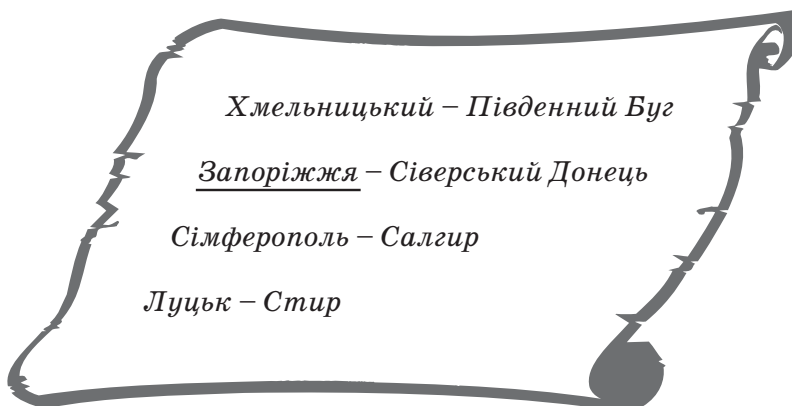 Хмельницький – Південний Буг
Запоріжжя – Сіверський Донець
Сімферополь – Салгир
Луцьк – Стир